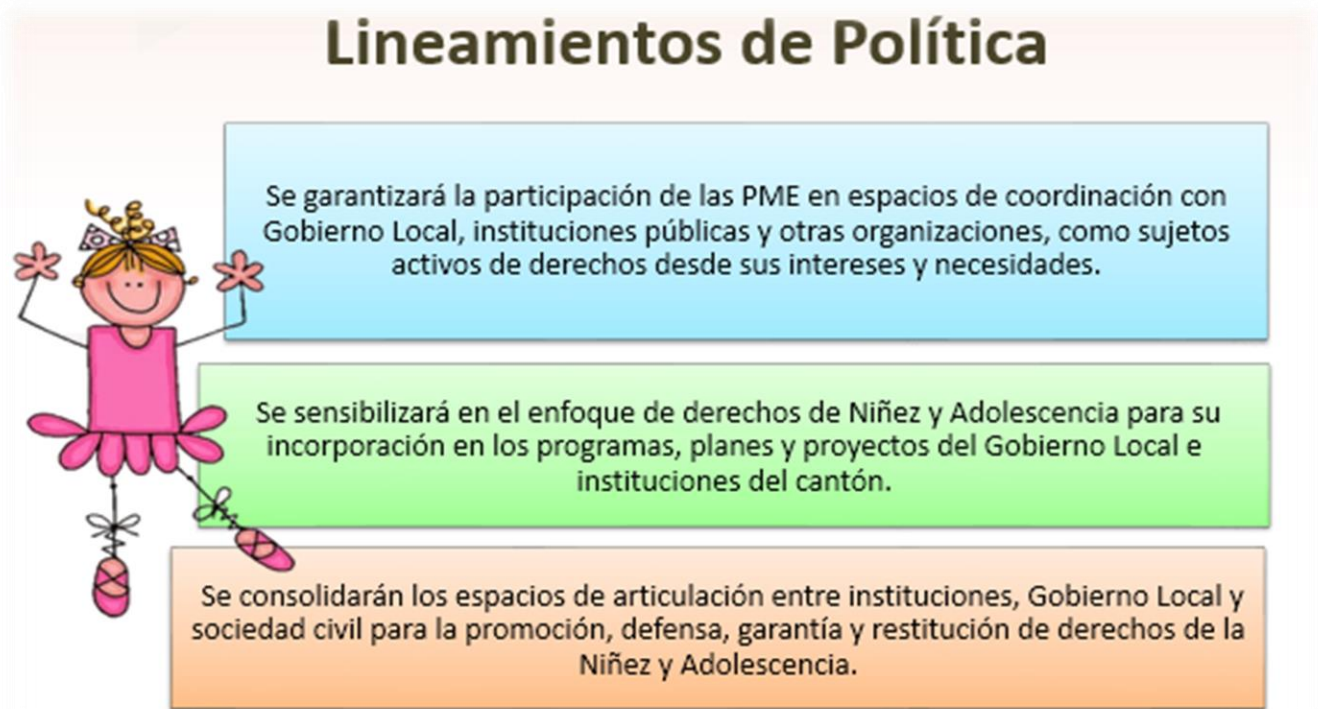 Lineamientos de Política
Se garantizará la participación de las PME en espacios de coordinación con
Gobierno Local, instituciones públicas y otras organizaciones, como sujetos
activos de derechos desde sus intereses y necesidades.
Se sensibilizará en el enfoque de derechos de Niñez y Adolescencia para su
incorporación en los programas, planes y proyectos del Gobierno Local e
instituciones del cantón.
Se consolidarán los espacios de articulación entre instituciones, Gobierno Local y
sociedad civil para la promoción, defensa, garantía y restitución de derechos de la
Niñez y Adolescencia.